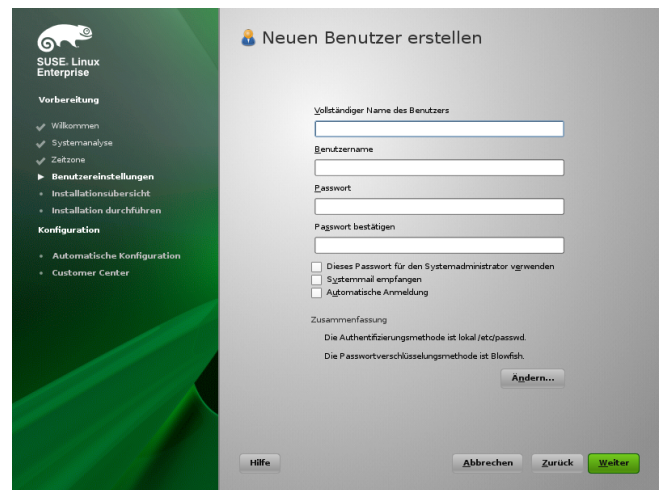 SUSE® Linux
Enterprise
Vorbereitung
Willkommen
Systemanalyse
Zeitzone
Benutzereinstellungen
Installationsübersicht
Installation durchführen
Konfiguration
Automatische Konfiguration
Customer Center
Neuen Benutzer erstellen
Vollständiger Name des Benutzers
Benutzername
Passwort
Passwort bestätigen
Dieses Passwort für den Systemadministrator verwenden
Systemmail empfangen
Automatische Anmeldung
Zusammenfassung
Die Authentifizierungsmethode ist lokal /etc/passwd.
Die Passwortverschlüsselungsmethode ist Blowfish.
Ändern...
Hilfe
Abbrechen
Zurück
Weiter